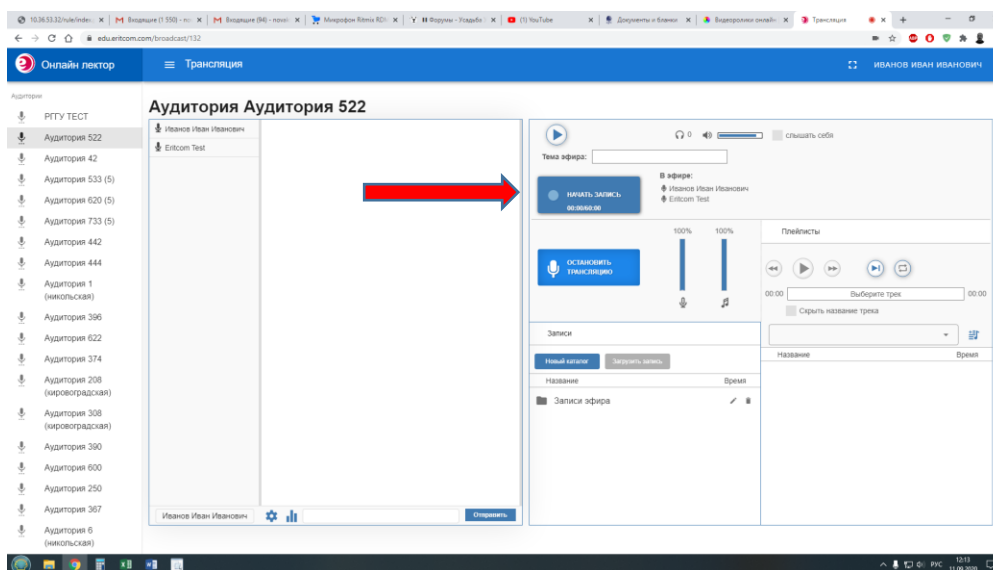 10.36.53.32/rule/index.
Входящие (1 550) -
Входящие (94) -
Микрофон Ritmix RD
Форумы - Усадьба
(1) YouTube
Документы и бланки
Видеоролики онлайн
Трансляция
edu.eritcom.com/broadcast/132
Онлайн лектор
Трансляция
ИВАНОВ ИВАН ИВАНОВИЧ
Аудитории
РГГУ ТЕСТ
Аудитория 522
Аудитория 42
Аудитория 533 (5)
Аудитория 620 (5)
Аудитория 733 (5)
Аудитория 442
Аудитория 444
Аудитория 1
(никольская)
Аудитория 396
Аудитория 622
Аудитория 374
Аудитория 208
(кировоградская)
Аудитория 308
(кировоградская)
Аудитория 390
Аудитория 600
Аудитория 250
Аудитория 367
Аудитория 6
(никольская)
Аудитория Аудитория 522
Иванов Иван Иванович
Eritcom Test
Иванов Иван Иванович
Отправить
0
слышать себя
Тема эфира:
НАЧАТЬ ЗАПИСЬ
00:00/60:00
В эфире:
Иванов Иван Иванович
Eritcom Test
ОСТАНОВИТЬ
ТРАНСЛЯЦИЮ
100% 100%
Записи
Новый каталог
Загрузить запись
Название Время
Записи эфира
Плейлисты
00:00 Выберите трек 00:00
Скрыть название трека
Название Время
РУС
12:13
11.09.2020